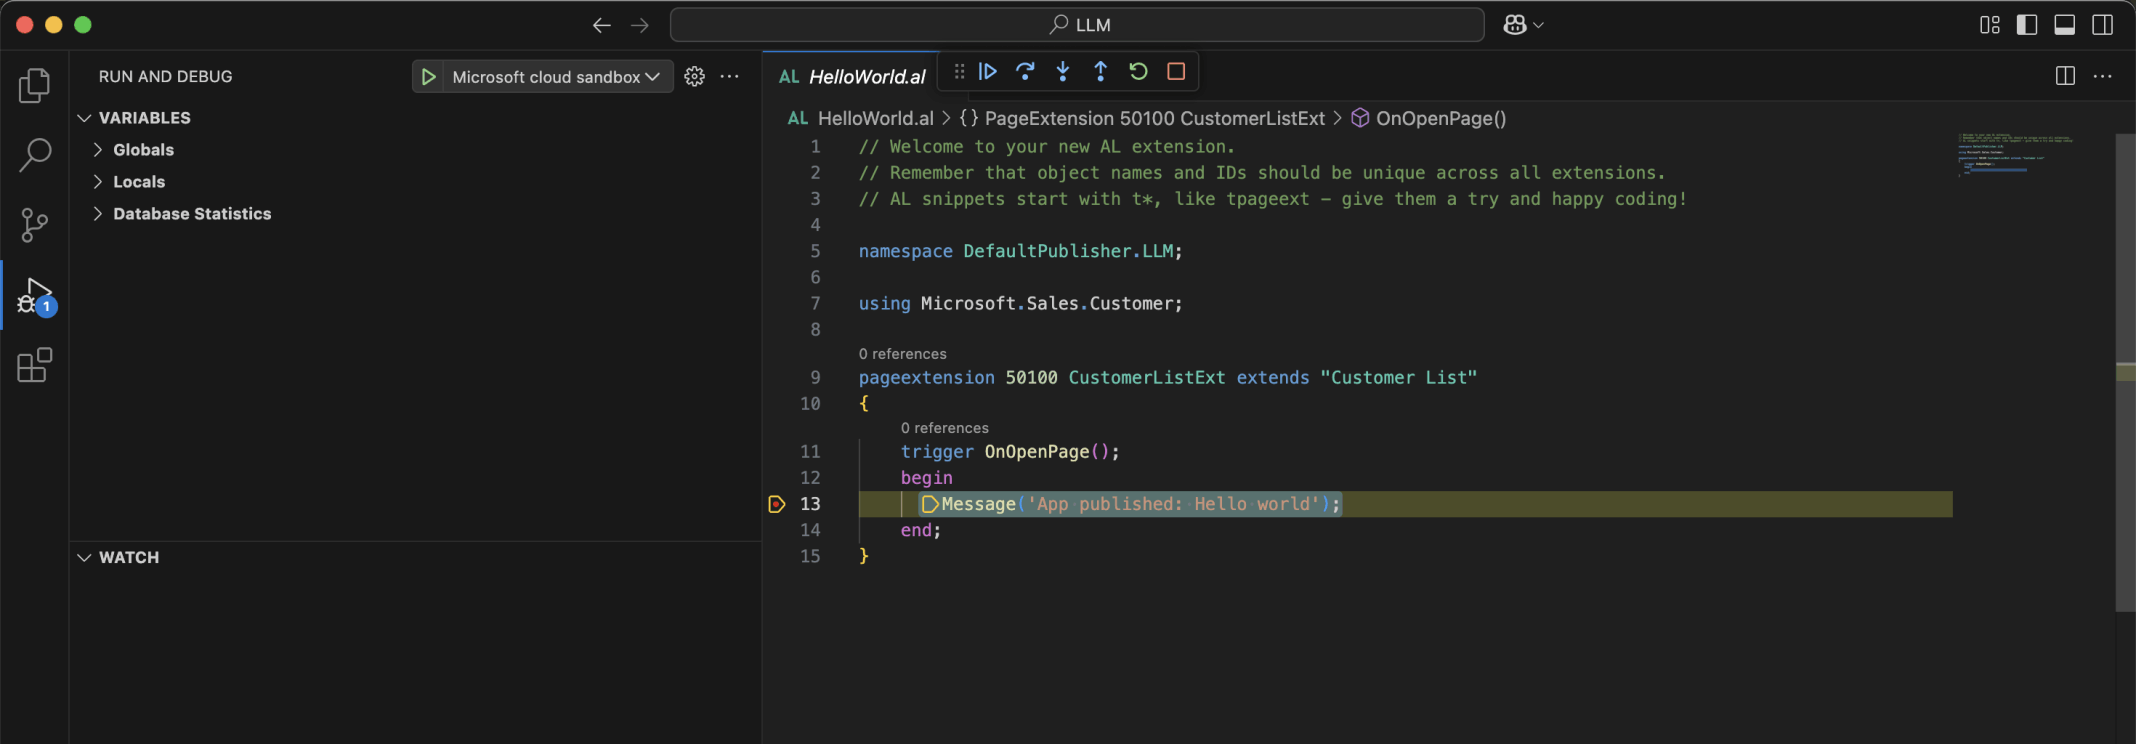 LLM
RUN AND DEBUG
Microsoft cloud sandbox
VARIABLES
Globals
Locals
Database Statistics
1
WATCH
AL HelloWorld.al
AL HelloWorld.al > {} PageExtension 50100 CustomerListExt > OnOpenPage()
1 // Welcome to your new AL extension.
2 // Remember that object names and IDs should be unique across all extensions.
3 // AL snippets start with t*, like tpageext – give them a try and happy coding!
4
5 namespace DefaultPublisher.LLM;
6
7 using Microsoft.Sales.Customer;
8
0 references
9 pageextension 50100 CustomerListExt extends "Customer List"
10 {
0 references
11 trigger OnOpenPage();
12 begin
13 Message('App published: Hello world');
14 end;
15 }